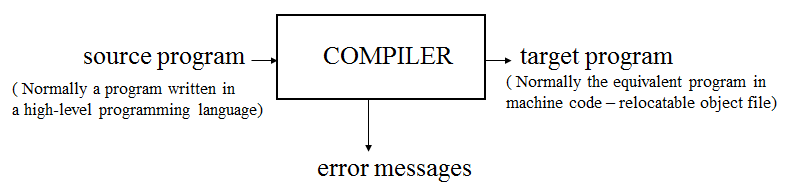 source program
COMPILER
target program
( Normally a program written in
a high-level programming language)
( Normally the equivalent program in
machine code – relocatable object file)
error messages